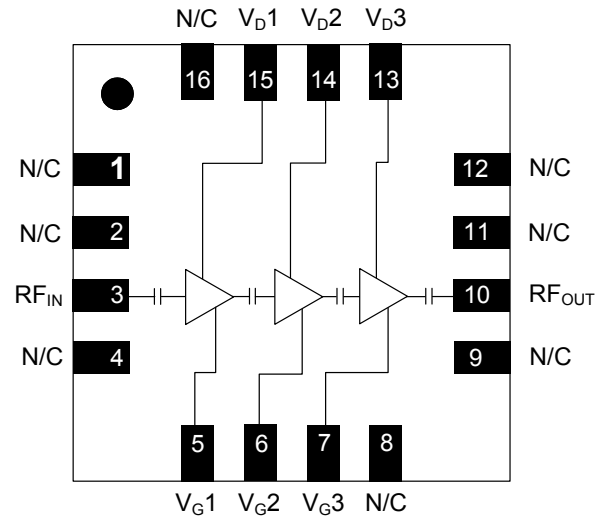 N/C V_D1 V_D2 V_D3
16 15 14 13
N/C 1 12 N/C
N/C 2 11 N/C
RF_IN 3 10 RF_OUT
N/C 4 9 N/C
5 6 7 8
V_G1 V_G2 V_G3 N/C